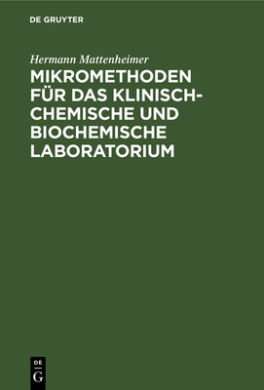 DE GRUYTER
Hermann Mattenheimer
MIKROMETHODEN
FÜR DAS KLINISCH-
CHEMISCHE UND
BIOCHEMISCHE
LABORATORIUM
DE
G